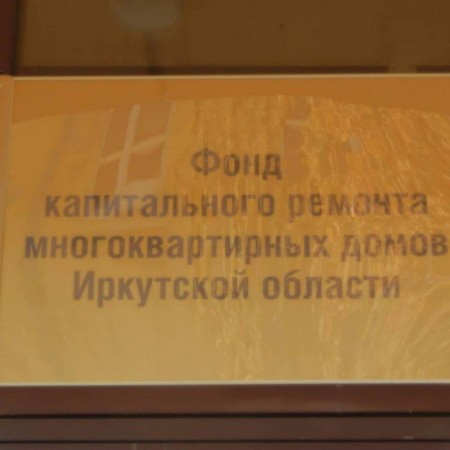 Фонд
капитального ремонта
многоквартирных домов
Иркутской области